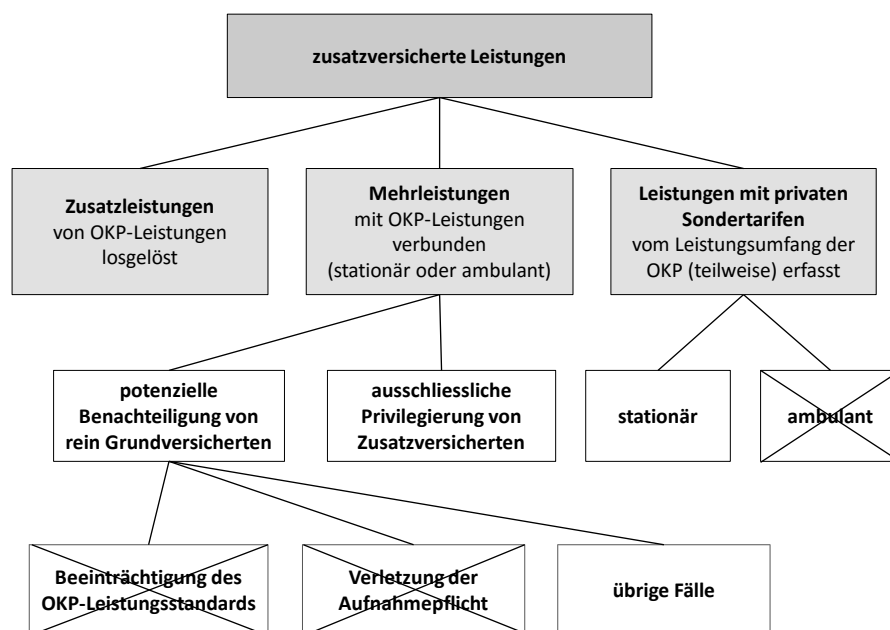 zusatzversicherte Leistungen
Zusatzleistungen
von OKP-Leistungen
losgelöst
Mehrleistungen
mit OKP-Leistungen
verbunden
(stationär oder ambulant)
Leistungen mit privaten
Sondertarifen
vom Leistungsumfang der
OKP (teilweise) erfasst
potenzielle
Benachteiligung von
rein Grundversicherten
ausschliessliche
Privilegierung von
Zusatzversicherten
stationär
ambulant
Beeinträchtigung des
OKP-Leistungsstandards
Verletzung der
Aufnahmepflicht
übrige Fälle